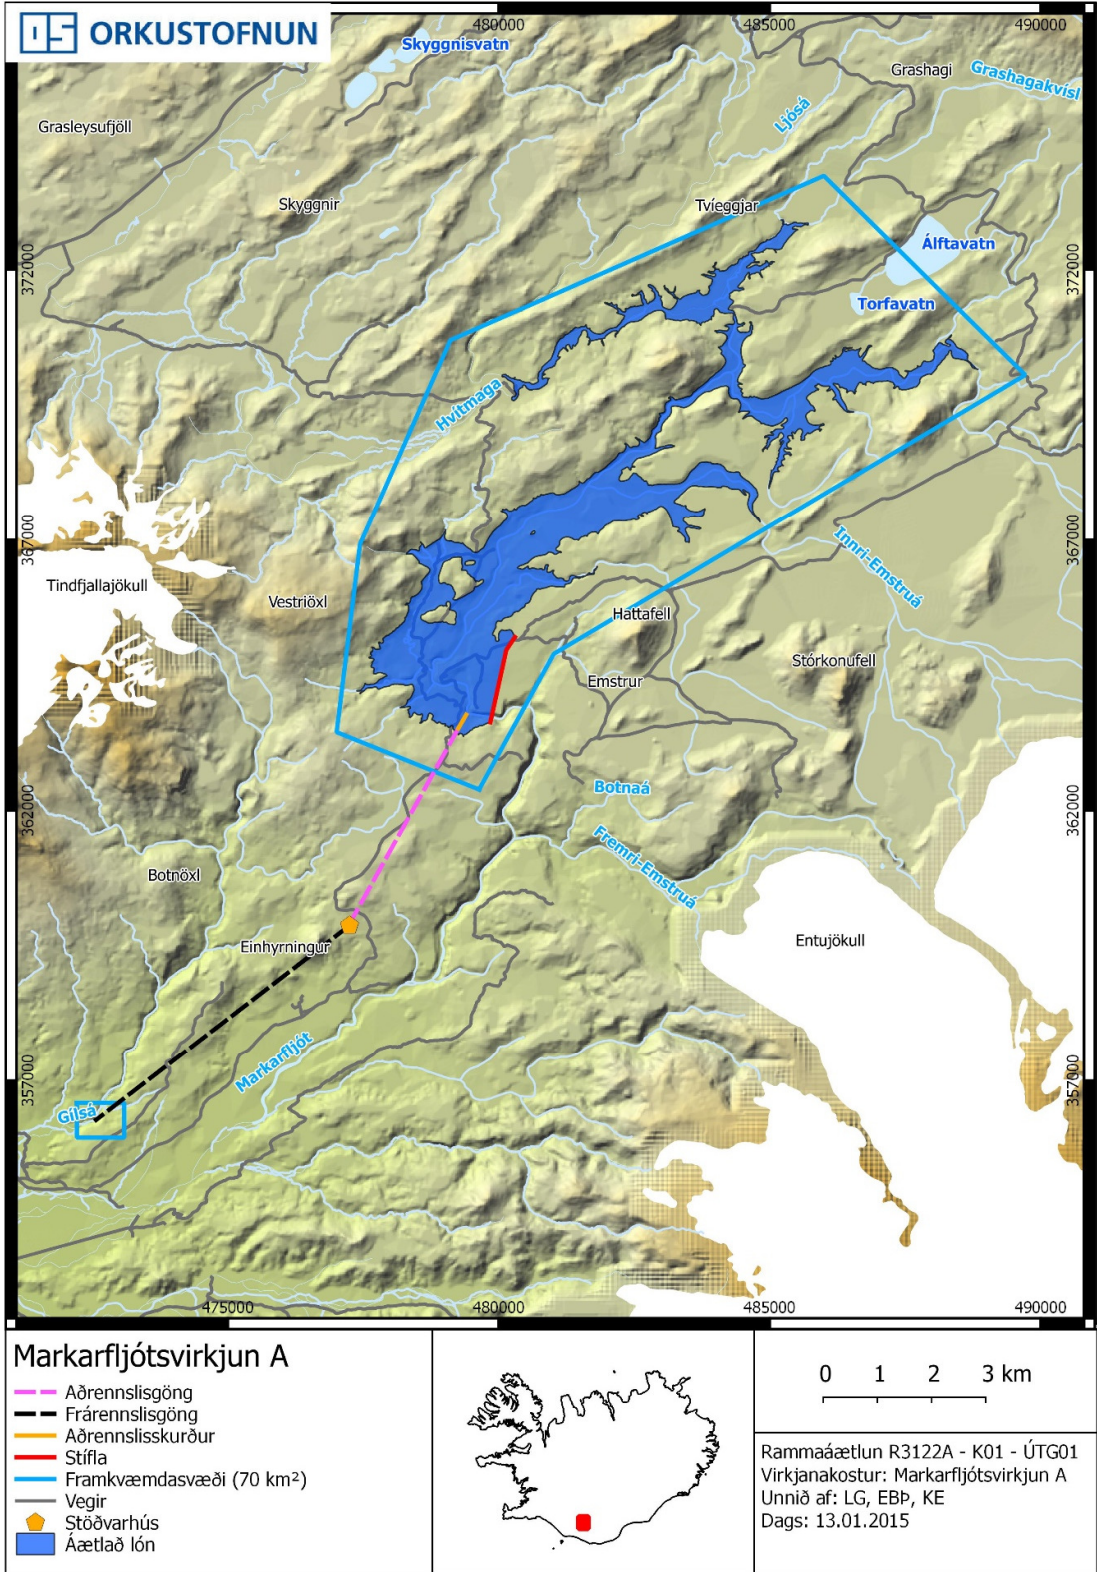 OS ORKUSTOFNUN
480000
485000
490000
Skyggnisvatn
Grashagi
Grashagakvísl
Ljósá
Grasleysufjöll
Skyggnir
Tvíeggjar
372000
372000
Álftavatn
Torfavatn
Hvítmaga
367000
367000
Innri-Emstruá
Tindfjallajökull
Vestriöxl
Hattafell
Stórkonufell
Emstrur
Botnaá
362000
362000
Fremri-Emstruá
Botnöxl
Einhyrningur
Entujökull
Markarfljót
357000
357000
Gilsá
475000
480000
485000
490000
Markarfljótsvirkjun A
Aðrennslisgöng
Frárennslisgöng
Aðrennslisskurður
Stífla
Framkvæmdasvæði (70 km²)
Vegir
Stöðvarhús
Áætlað lón
0 1 2 3 km
Rammaáætlun R3122A - K01 - ÚTG01
Virkjanakostur: Markarfljótsvirkjun A
Unnið af: LG, EBÞ, KE
Dags: 13.01.2015